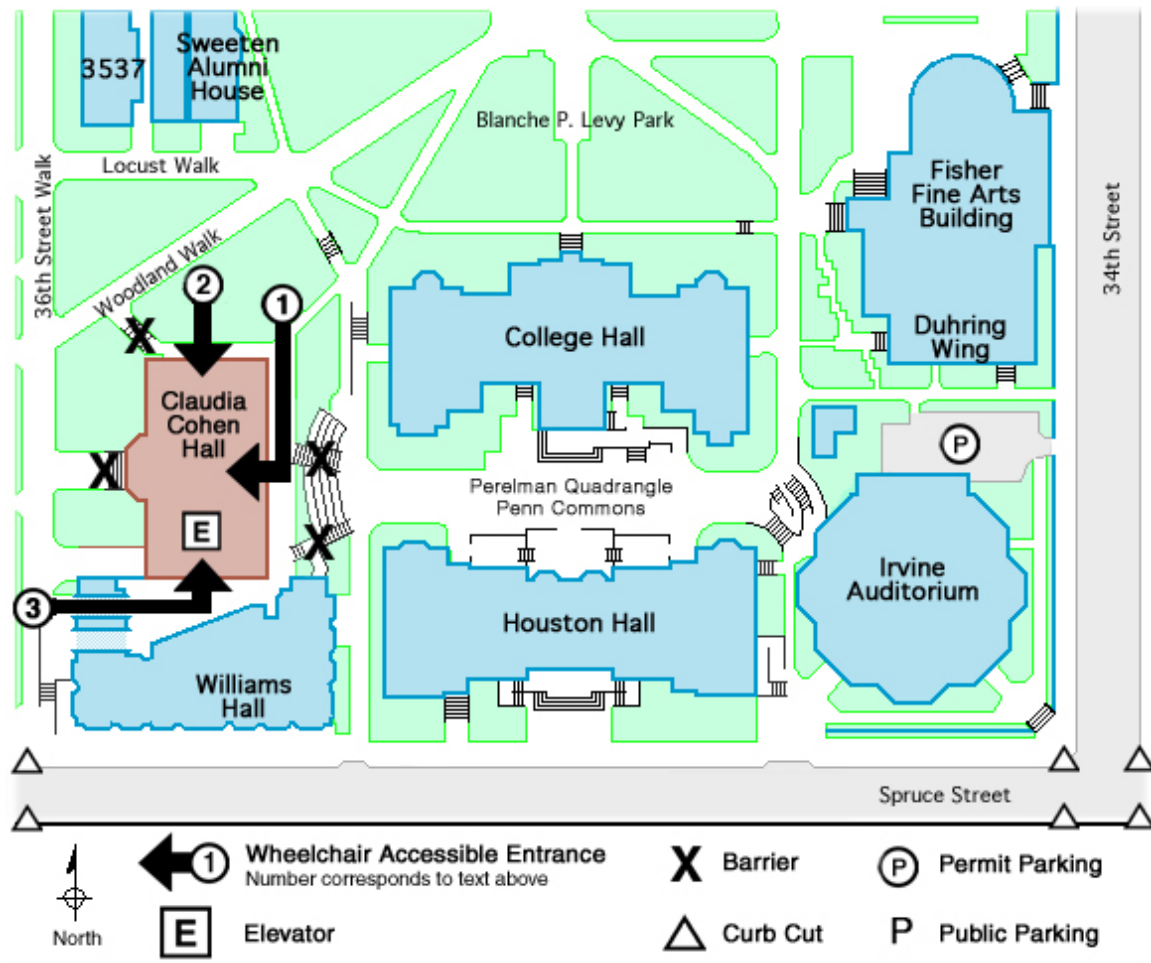 3537
Sweeten
Alumni
House
Blanche P. Levy Park
Locust Walk
36th Street Walk
Woodland Walk
Fisher
Fine Arts
Building
34th Street
2
1
College Hall
Duhring
Wing
Claudia
Cohen
Hall
X
X
X
X
P
Perelman Quadrangle
Penn Commons
E
Irvine
Auditorium
3
Houston Hall
Williams
Hall
Spruce Street
1 Wheelchair Accessible Entrance
Number corresponds to text above
X Barrier
P Permit Parking
North
E Elevator
Curb Cut
P Public Parking